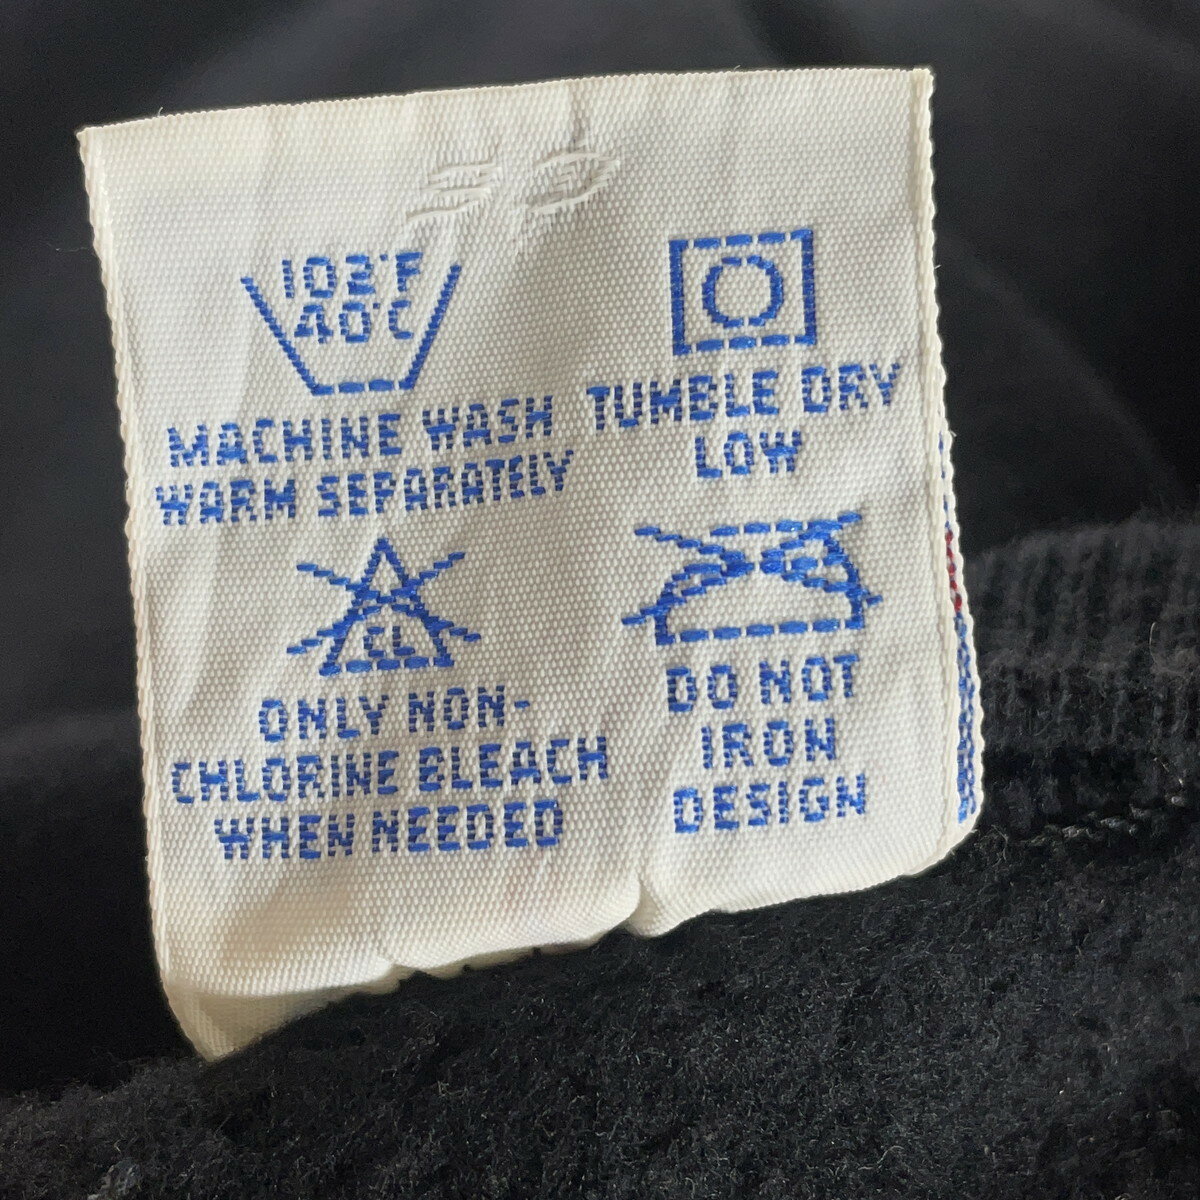 102°F
40°C
MACHINE WASH
WARM SEPARATELY
TUMBLE DRY
LOW
CL
ONLY NON-
CHLORINE BLEACH
WHEN NEEDED
DO NOT
IRON
DESIGN